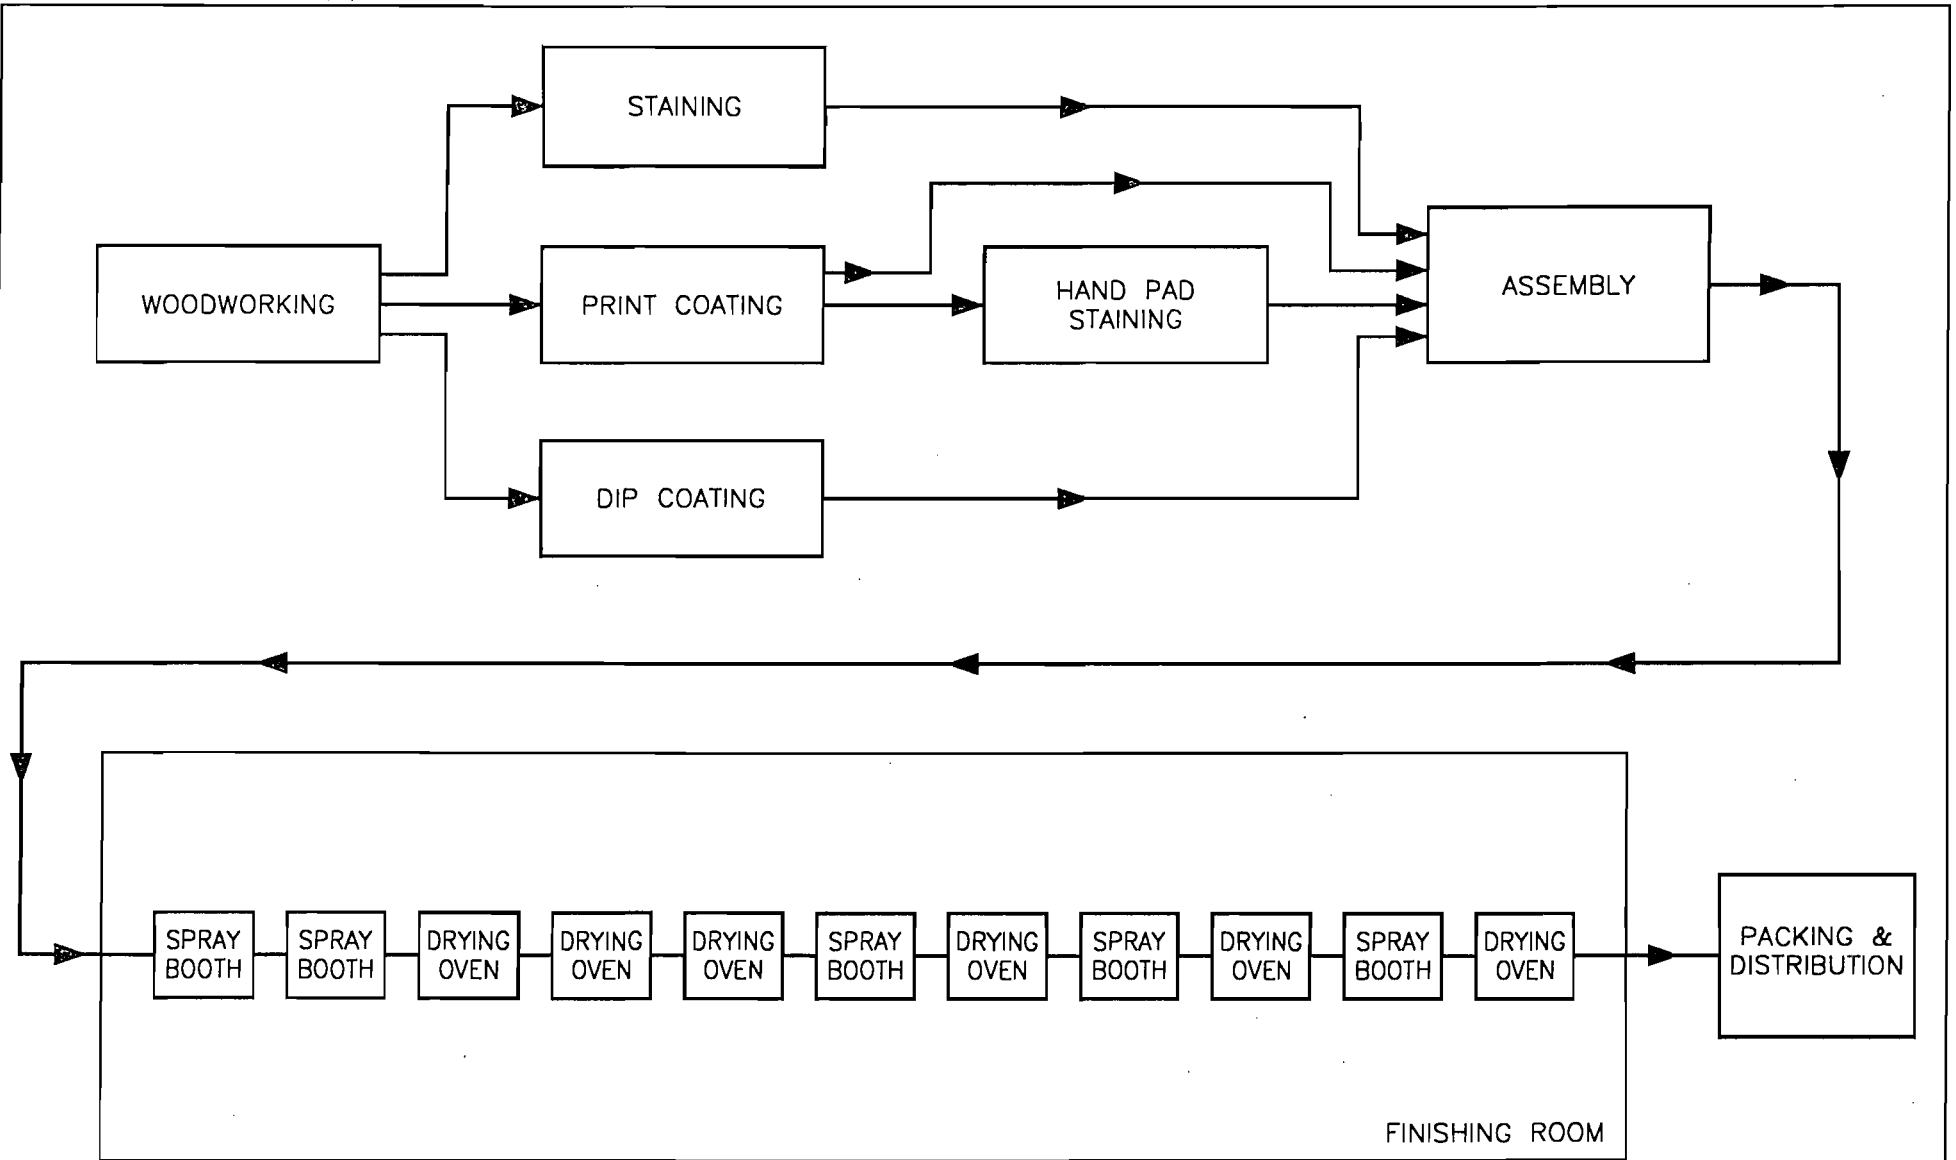 STAINING
WOODWORKING
PRINT COATING
HAND PAD
STAINING
ASSEMBLY
DIP COATING
SPRAY
BOOTH
SPRAY
BOOTH
DRYING
OVEN
DRYING
OVEN
DRYING
OVEN
SPRAY
BOOTH
DRYING
OVEN
SPRAY
BOOTH
DRYING
OVEN
SPRAY
BOOTH
DRYING
OVEN
PACKING &
DISTRIBUTION
FINISHING ROOM